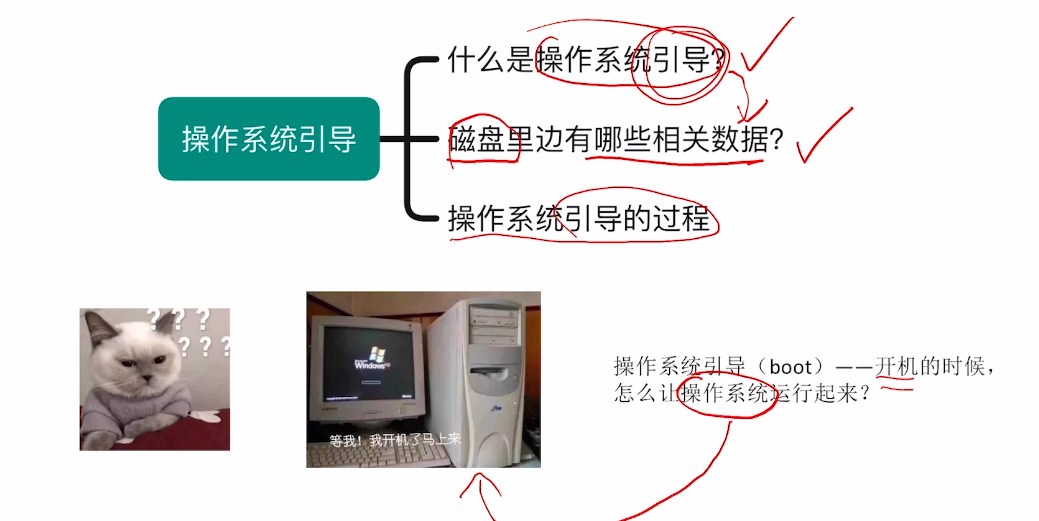 什么是操作系统引导?
操作系统引导
磁盘里边有哪些相关数据?
操作系统引导的过程
? ? ?
? ? ?
Windows xp
等我！我开机了马上来
操作系统引导（boot）——开机的时候，
怎么让操作系统运行起来？